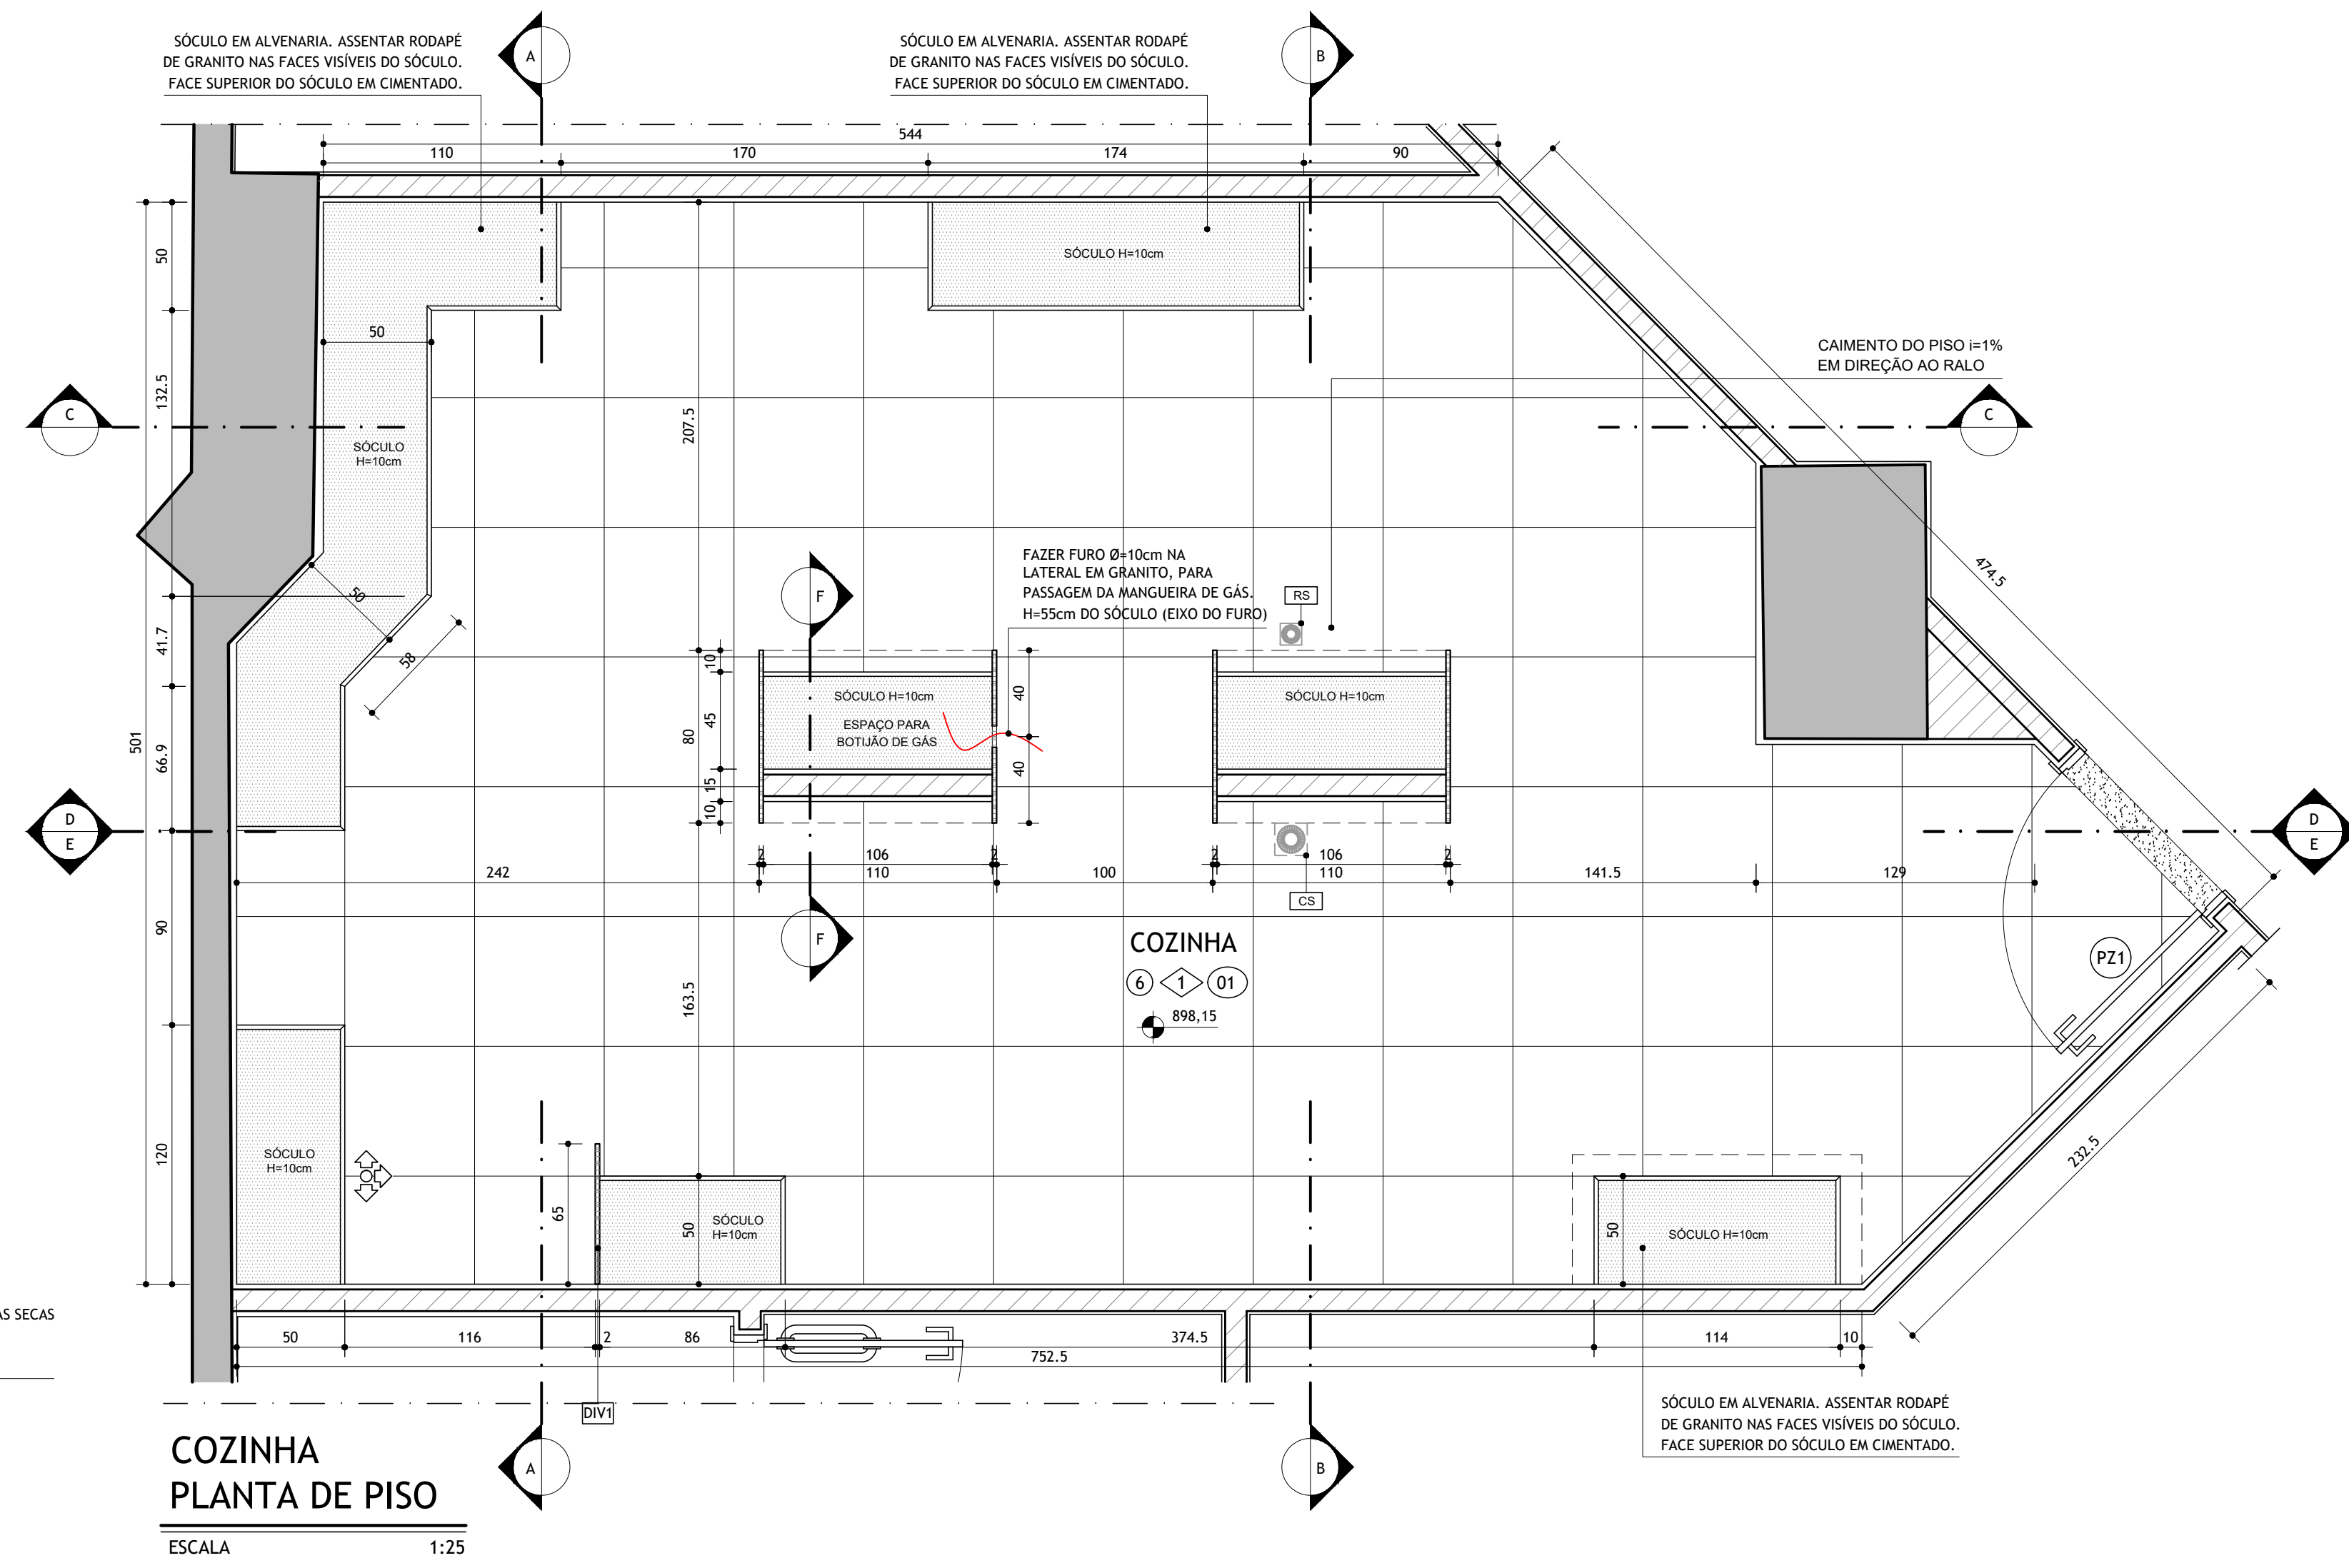 SÓCULO EM ALVENARIA. ASSENTAR RODAPÉ
DE GRANITO NAS FACES VISÍVEIS DO SÓCULO.
FACE SUPERIOR DO SÓCULO EM CIMENTADO.
A
SÓCULO EM ALVENARIA. ASSENTAR RODAPÉ
DE GRANITO NAS FACES VISÍVEIS DO SÓCULO.
FACE SUPERIOR DO SÓCULO EM CIMENTADO.
B
544
110
170
174
90
50
SÓCULO H=10cm
50
132.5
207.5
CAIMENTO DO PISO i=1%
EM DIREÇÃO AO RALO
C
C
SÓCULO
H=10cm
474.5
FAZER FURO Ø=10cm NA
LATERAL EM GRANITO, PARA
PASSAGEM DA MANGUEIRA DE GÁS.
H=55cm DO SÓCULO (EIXO DO FURO)
RS
F
50
58
41.7
10
40
SÓCULO H=10cm
ESPAÇO PARA
BOTIJÃO DE GÁS
SÓCULO H=10cm
501
66.9
80
45
40
15
10
D
E
D
E
2
106
2
2
106
2
242
110
100
110
141.5
129
CS
90
F
COZINHA
6
1
01
PZ1
163.5
898,15
120
SÓCULO
H=10cm
232.5
65
50
SÓCULO
H=10cm
50
SÓCULO H=10cm
AS SECAS
50
116
2
86
374.5
114
10
752.5
DIV1
SÓCULO EM ALVENARIA. ASSENTAR RODAPÉ
DE GRANITO NAS FACES VISÍVEIS DO SÓCULO.
FACE SUPERIOR DO SÓCULO EM CIMENTADO.
A
B
COZINHA
PLANTA DE PISO
ESCALA 1:25